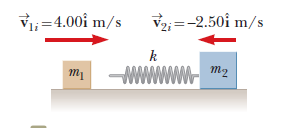 v⃗₁ᵢ=4.00î m/s v⃗₂ᵢ=−2.50î m/s
k
m₁ m₂